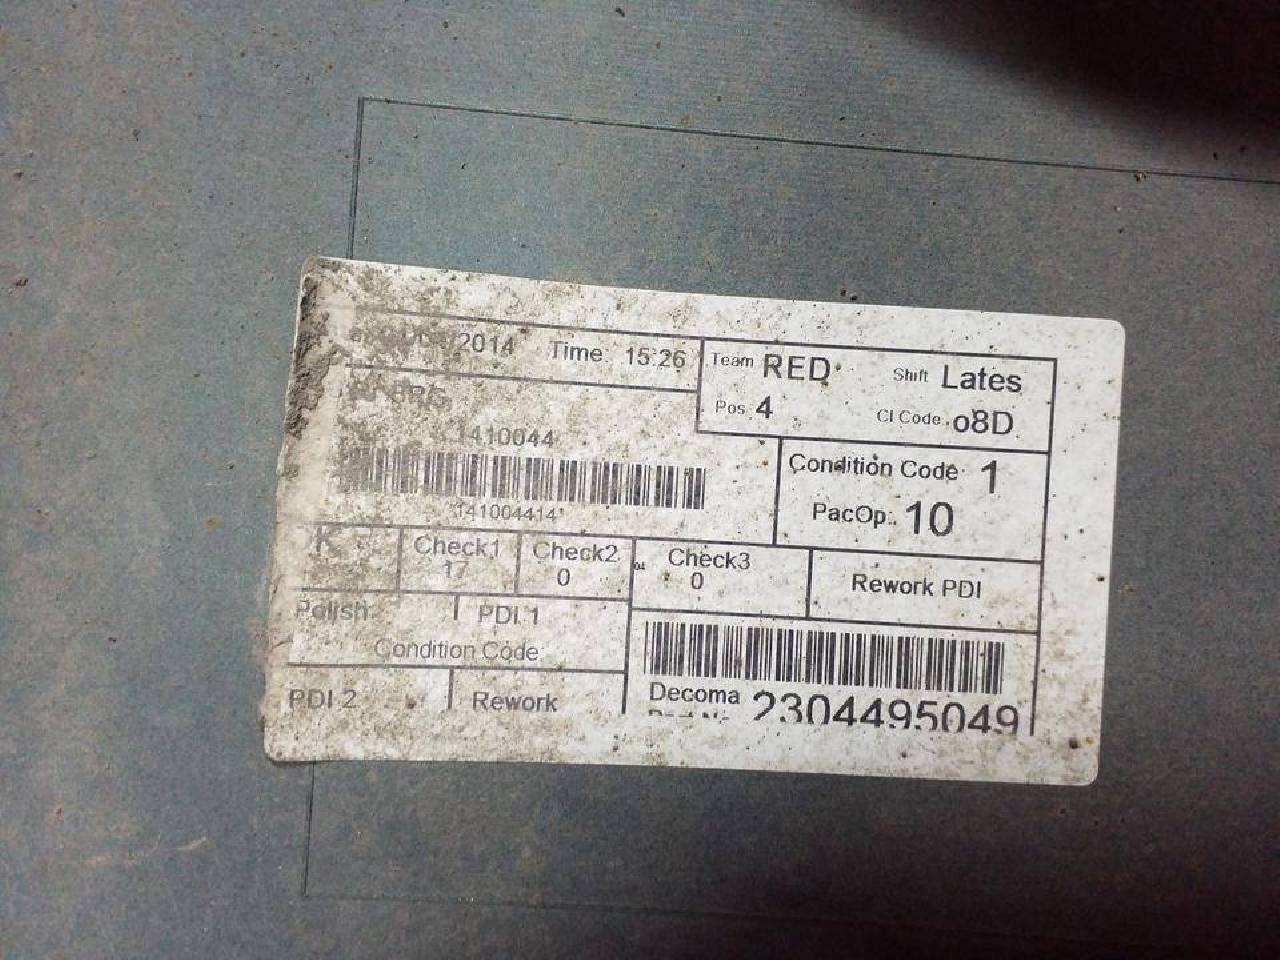 2014 Time: 15:26
Team RED Shift Lates
Pos 4 CI Code o8D
1410044
141004414
Condition Code 1
PacOp: 10
K Check1 Check2 Check3 Rework PDI
17 0 0
Polish PDI 1
Condition Code
PDI 2 Rework
Decoma 2304495049